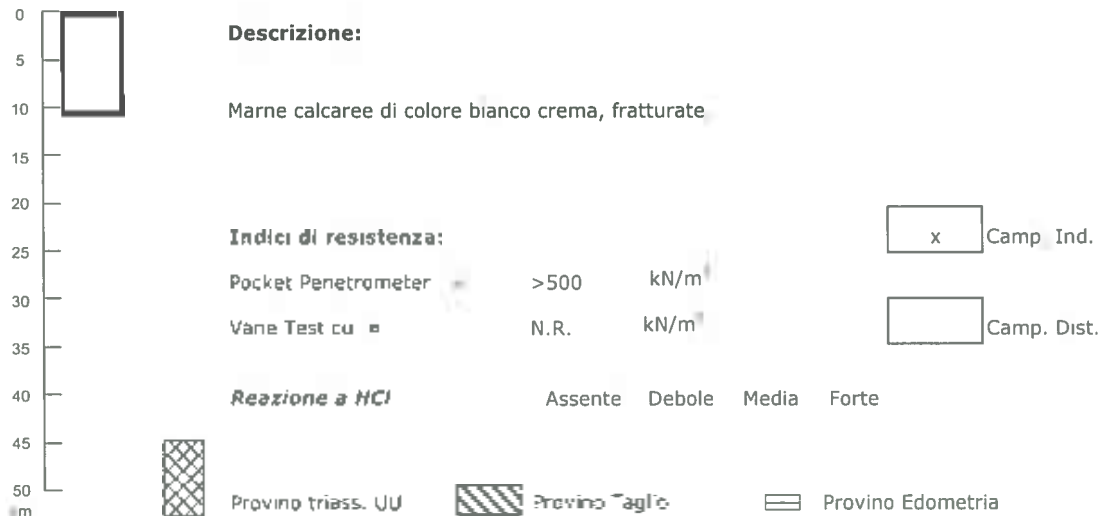 0
Descrizione:
5
10
Marne calcaree di colore bianco crema, fratturate
15
20
Indici di resistenza:
x Camp. Ind.
25
Pocket Penetrometer >500 kN/m
30
Vane Test cu = N.R. kN/m
Camp. Dist.
35
40
Reazione a HCl Assente Debole Media Forte
45
50
Provino triass. UU Provino Taglio Provino Edometria